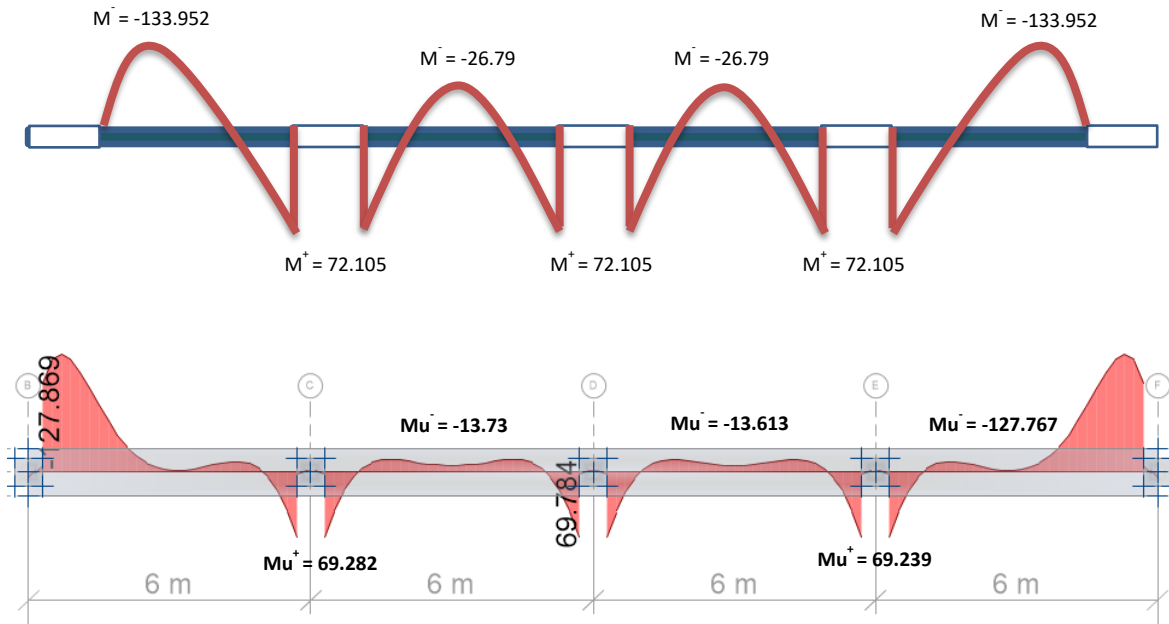 M⁻ = -133.952
M⁻ = -133.952
M⁻ = -26.79
M⁻ = -26.79
M⁺ = 72.105
M⁺ = 72.105
M⁺ = 72.105
B
C
D
E
F
-127.869
Mu⁻ = -13.73
Mu⁻ = -13.613
Mu⁻ = -127.767
69.784
Mu⁺ = 69.282
Mu⁺ = 69.239
6 m
6 m
6 m
6 m